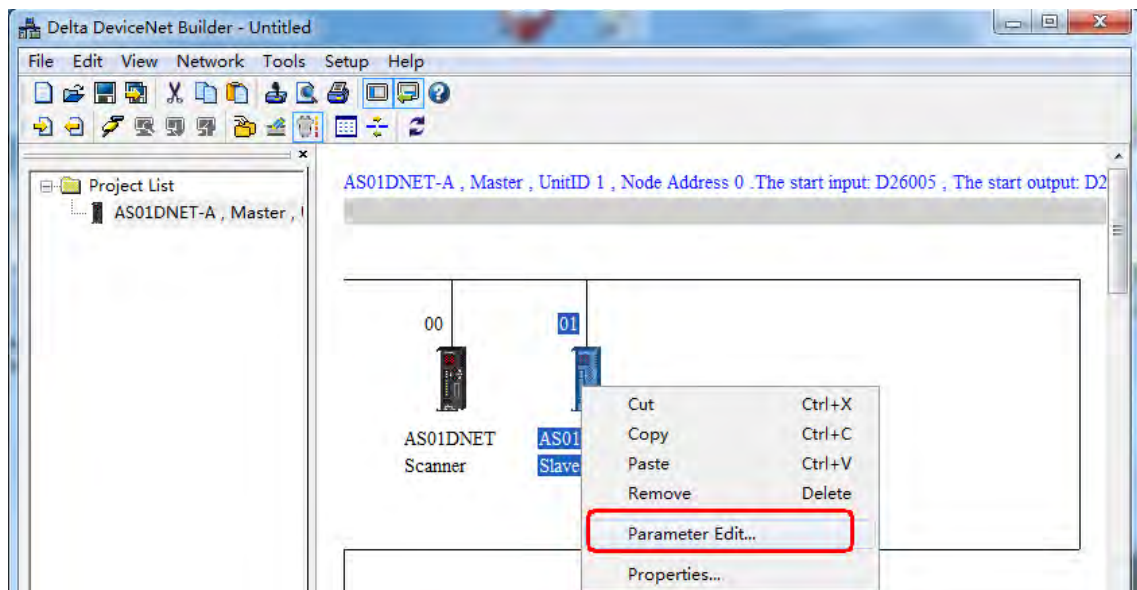 Delta DeviceNet Builder - Untitled
File Edit View Network Tools Setup Help
Project List
AS01DNET-A , Master ,
AS01DNET-A , Master , UnitID 1 , Node Address 0 .The start input: D26005 , The start output: D2
00
01
AS01DNET
Scanner
AS01
Slave
Cut Ctrl+X
Copy Ctrl+C
Paste Ctrl+V
Remove Delete
Parameter Edit...
Properties...